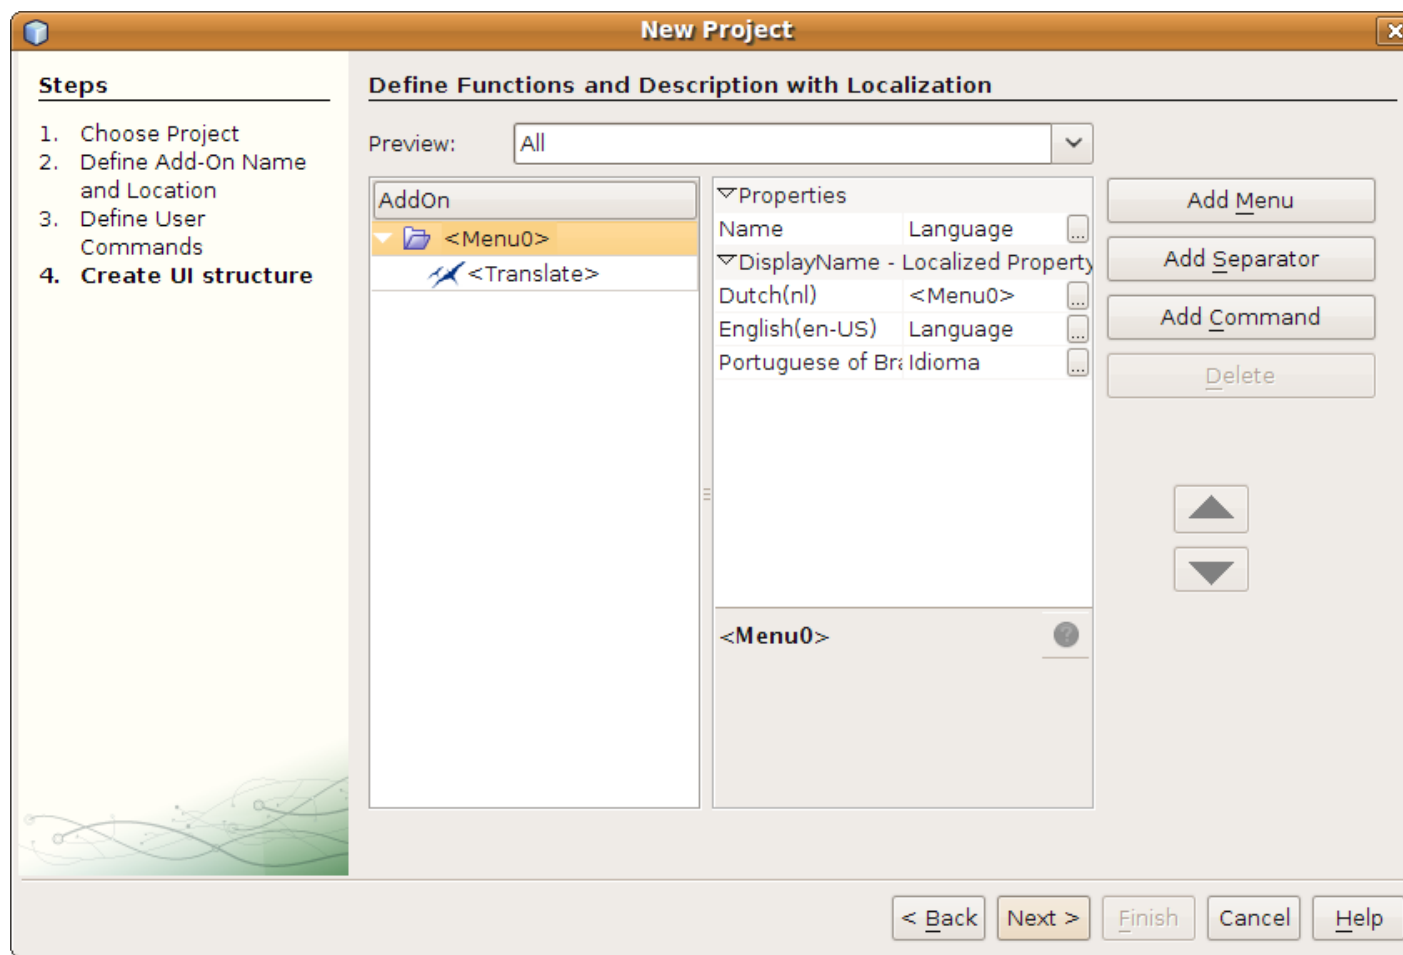 New Project
Steps
1. Choose Project
2. Define Add-On Name
and Location
3. Define User
Commands
4. Create UI structure
Define Functions and Description with Localization
Preview: All
AddOn
<Menu0>
<Translate>
Properties
Name Language ...
DisplayName - Localized Property
Dutch(nl) <Menu0> ...
English(en-US) Language ...
Portuguese of Bra Idioma ...
<Menu0> ?
Add Menu
Add Separator
Add Command
Delete
< Back Next > Finish Cancel Help